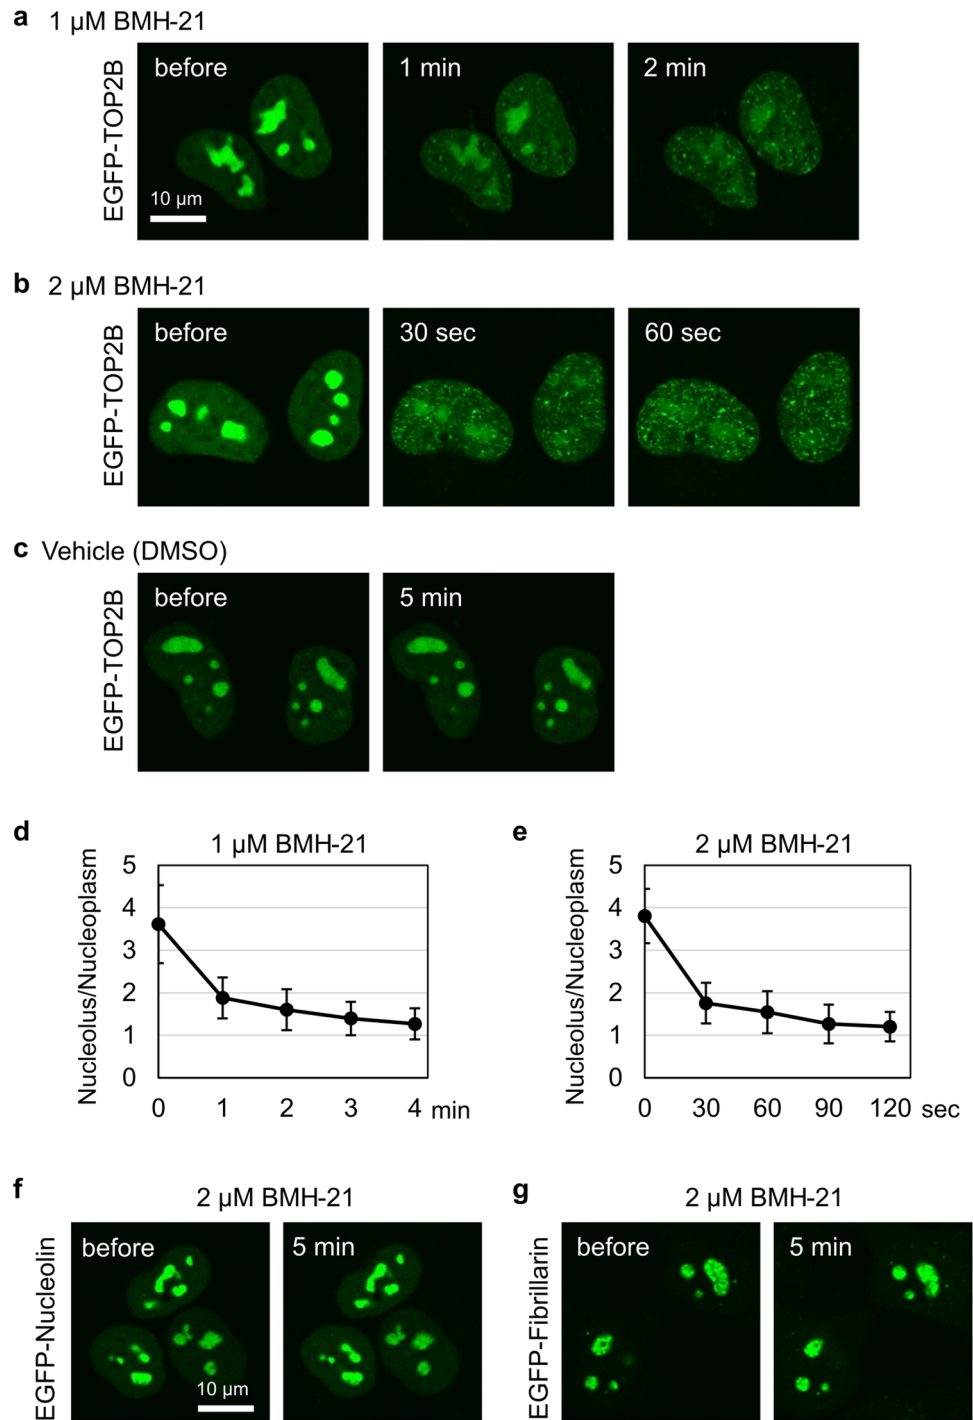 a 1 µM BMH-21
EGFP-TOP2B
before
1 min
2 min
10 µm
b 2 µM BMH-21
EGFP-TOP2B
before
30 sec
60 sec
c Vehicle (DMSO)
EGFP-TOP2B
before
5 min
d
1 µM BMH-21
Nucleolus/Nucleoplasm
5
4
3
2
1
0
0 1 2 3 4 min
e
2 µM BMH-21
Nucleolus/Nucleoplasm
5
4
3
2
1
0
0 30 60 90 120 sec
f
2 µM BMH-21
EGFP-Nucleolin
before
5 min
10 µm
g
2 µM BMH-21
EGFP-Fibrillarin
before
5 min